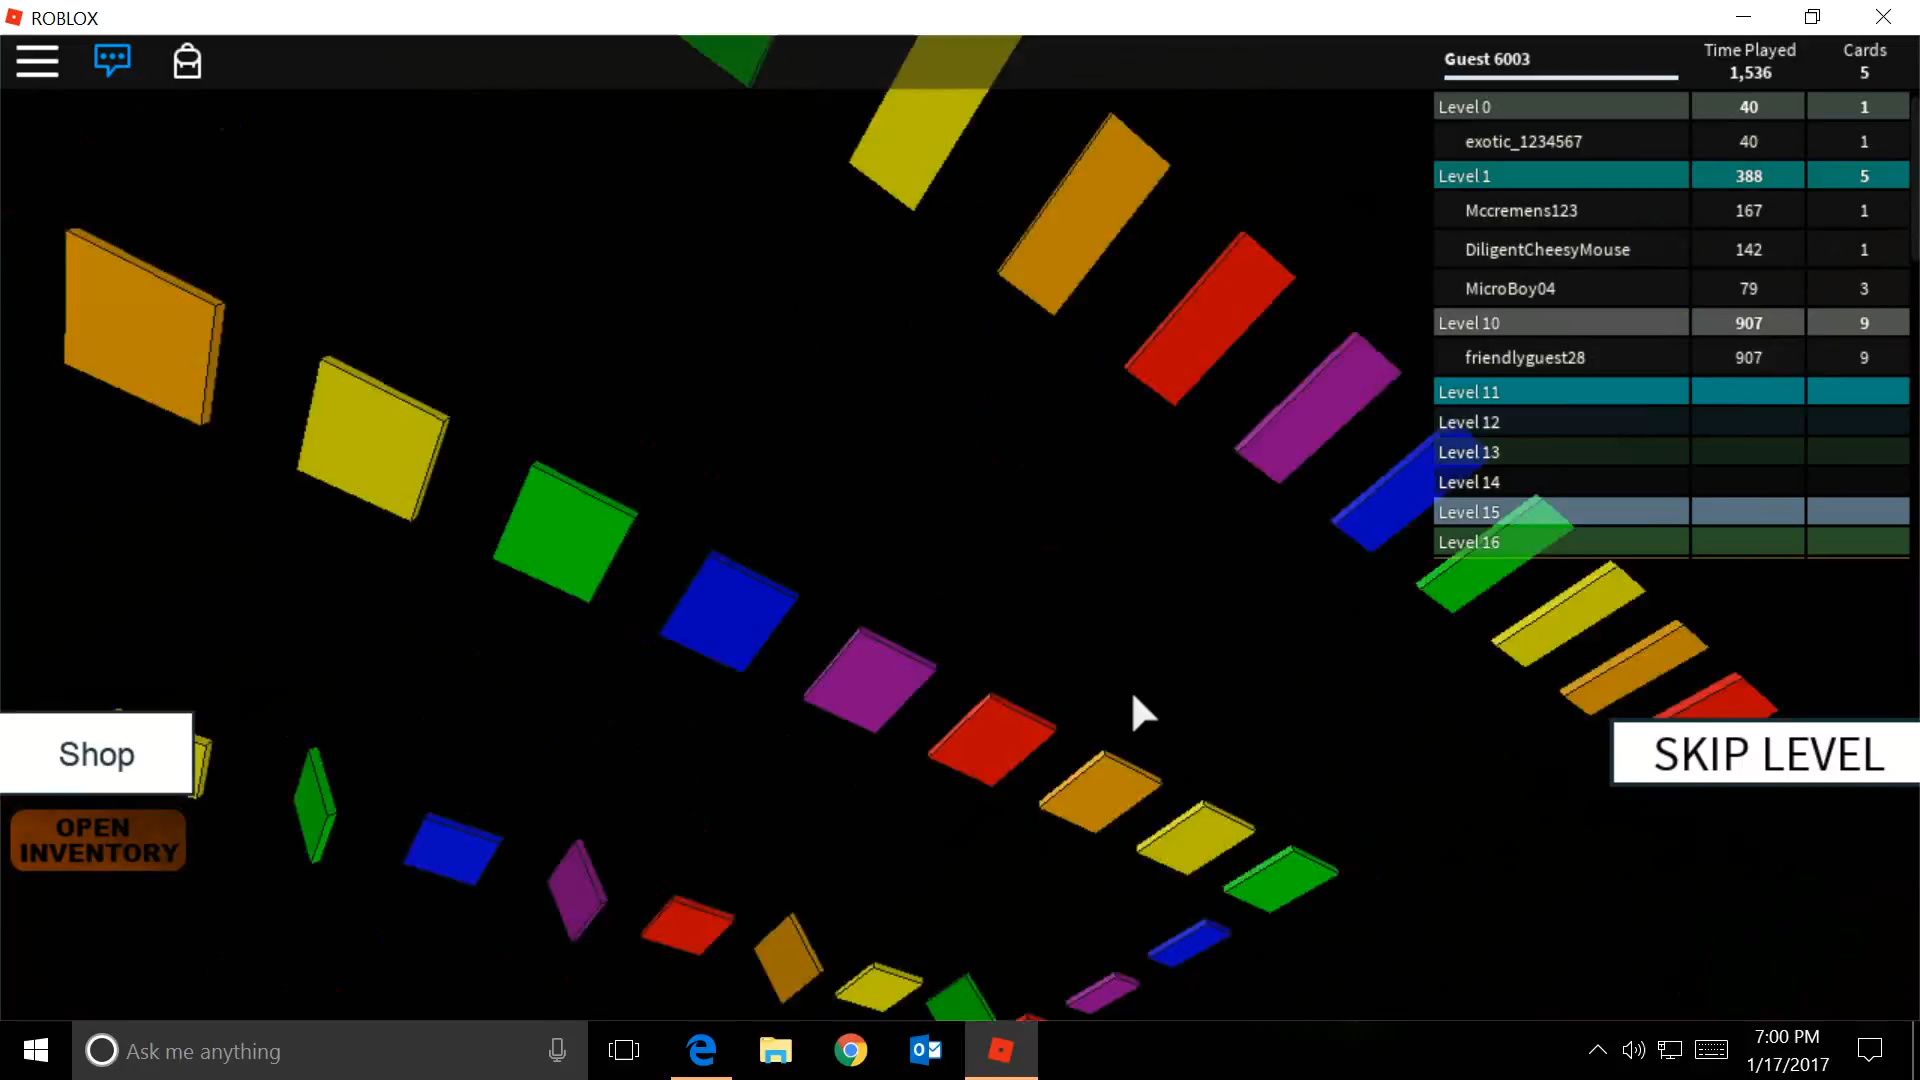 ROBLOX
Guest 6003 Time Played 1,536 Cards 5
Level 0 40 1
exotic_1234567 40 1
Level 1 388 5
Mccremens123 167 1
DiligentCheesyMouse 142 1
MicroBoy04 79 3
Level 10 907 9
friendlyguest28 907 9
Level 11
Level 12
Level 13
Level 14
Level 15
Level 16
Shop
SKIP LEVEL
OPEN
INVENTORY
Ask me anything
7:00 PM
1/17/2017